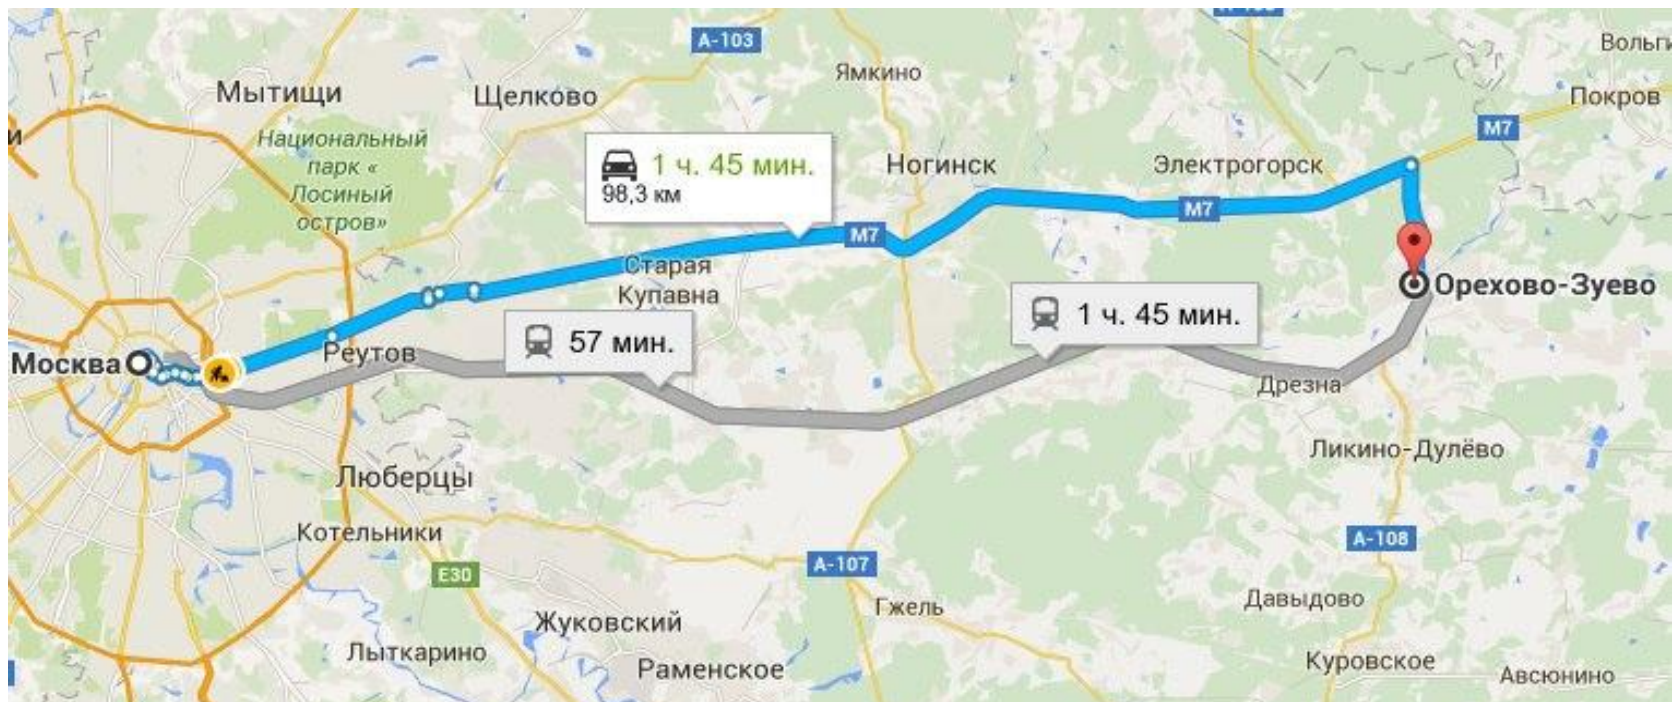 A-103
Вольги
Ямкино
Мытищи
Щелково
Покров
М7
и
Национальный
парк «
Лосиный
остров»
1 ч. 45 мин.
98,3 км
Ногинск
Электрогорск
М7
М7
Старая
Купавна
Орехово-Зуево
1 ч. 45 мин.
57 мин.
Реутов
Москва
Дрезна
Ликино-Дулёво
Люберцы
Котельники
А-108
А-107
E30
Давыдово
Гжель
Жуковский
Лыткарино
Раменское
Куровское
Авсюнино